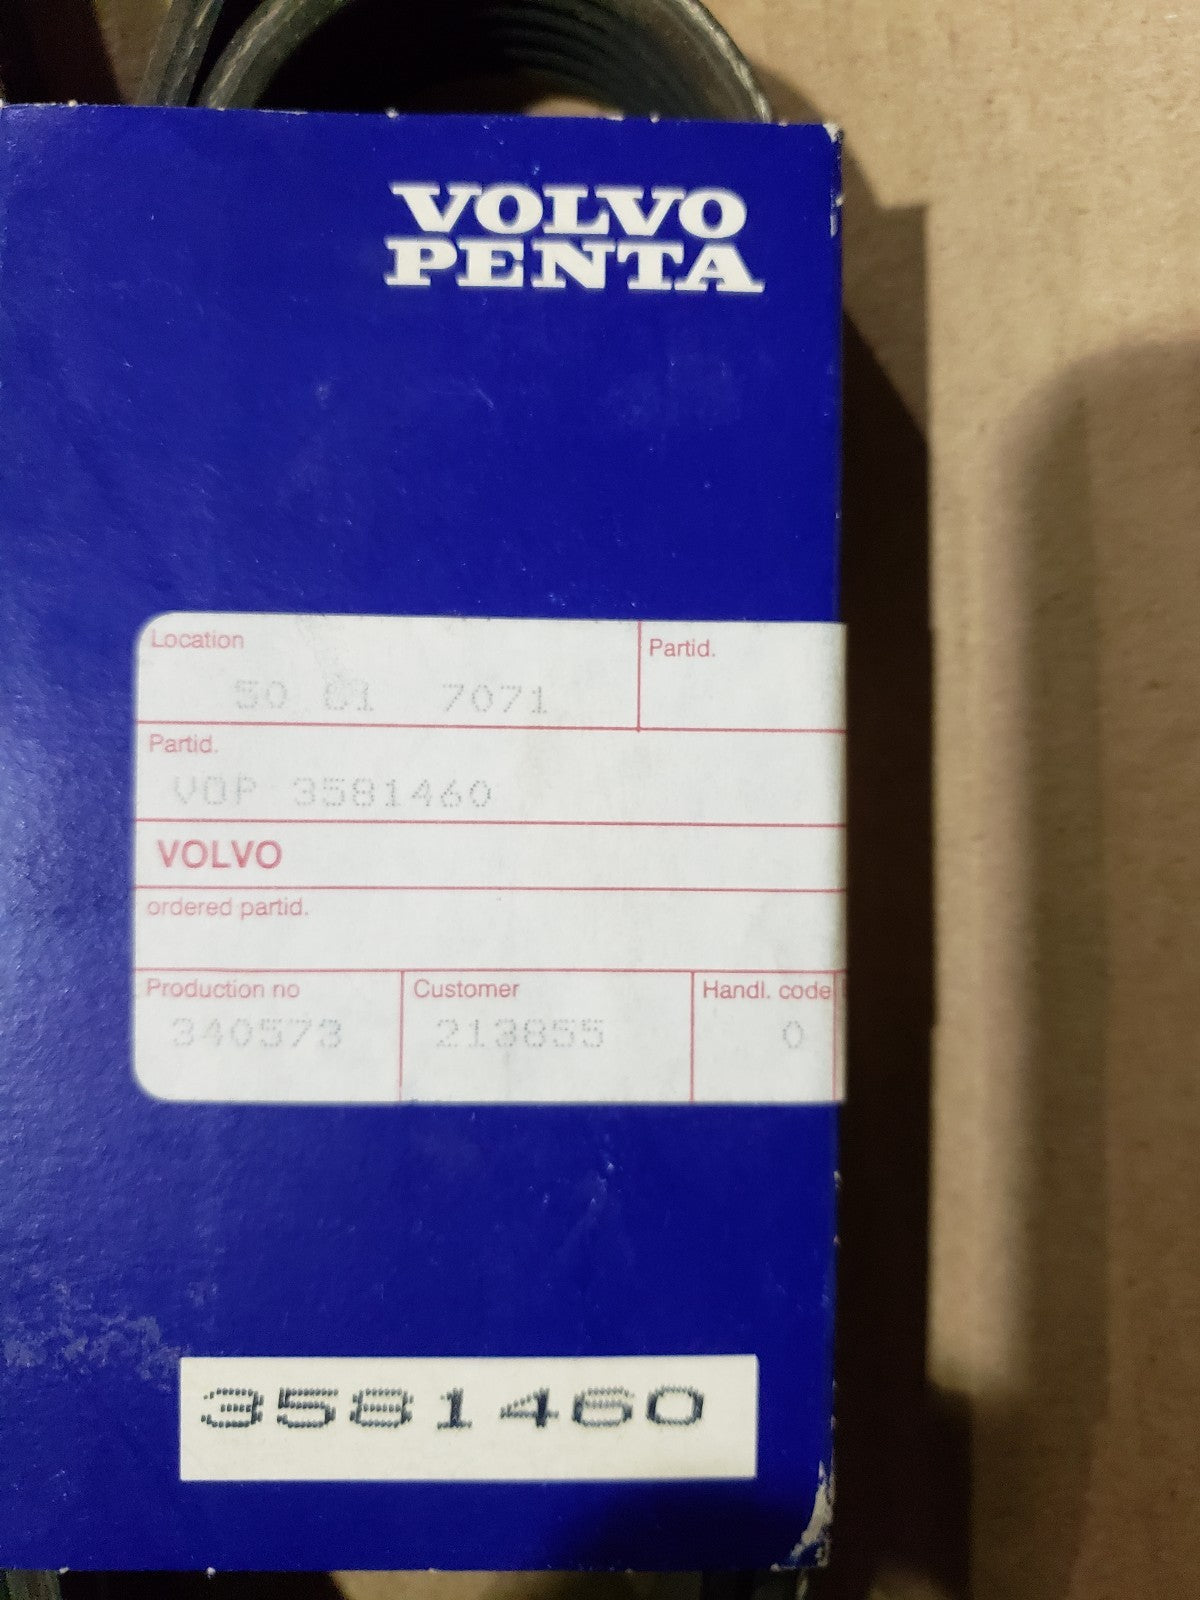 VOLVO
PENTA
Location
Partid.
50 61 7071
Partid.
VOP 3581460
VOLVO
ordered partid.
Production no
Customer
Handl. code
340573
213855
0
3581460